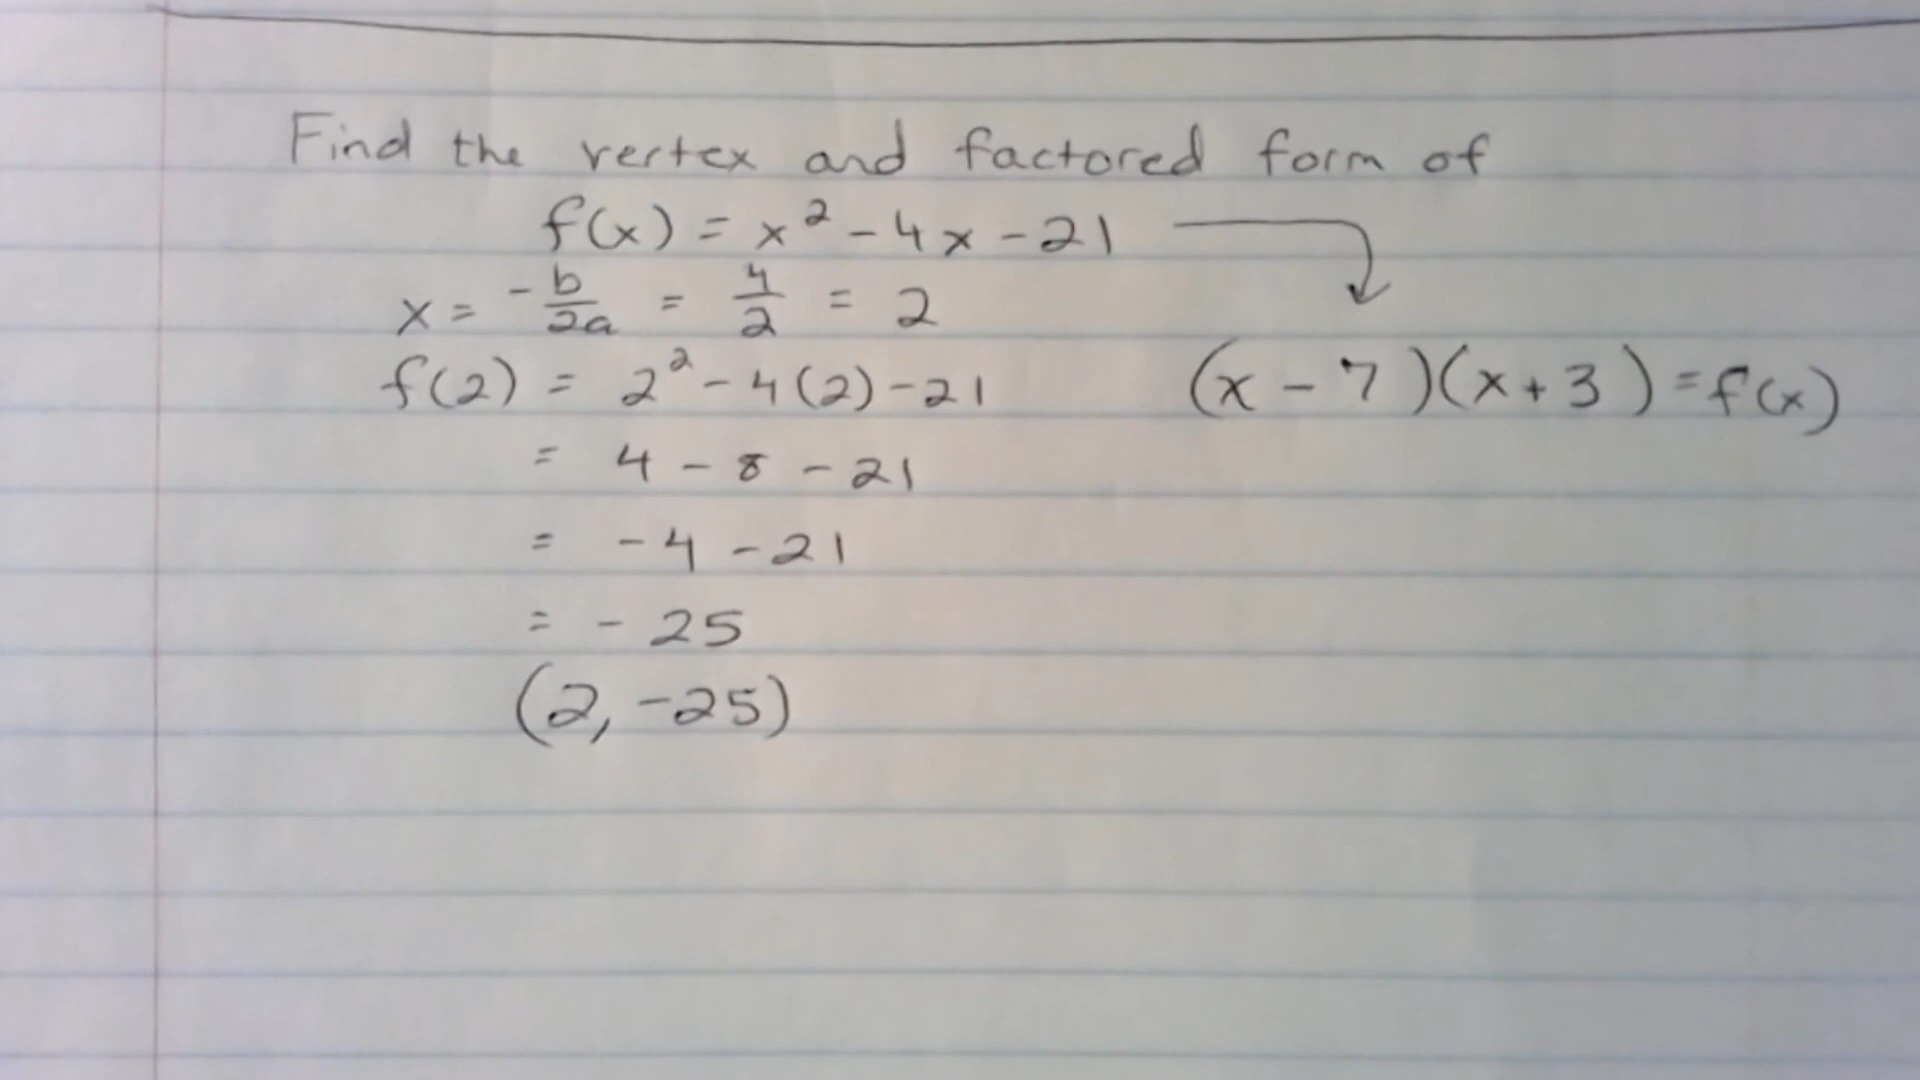 Find the vertex and factored form of
f(x) = x² - 4x - 21
x = -b/2a = 4/2 = 2
f(2) = 2² - 4(2) - 21
(x - 7)(x + 3) = f(x)
= 4 - 8 - 21
= -4 - 21
= -25
(2, -25)